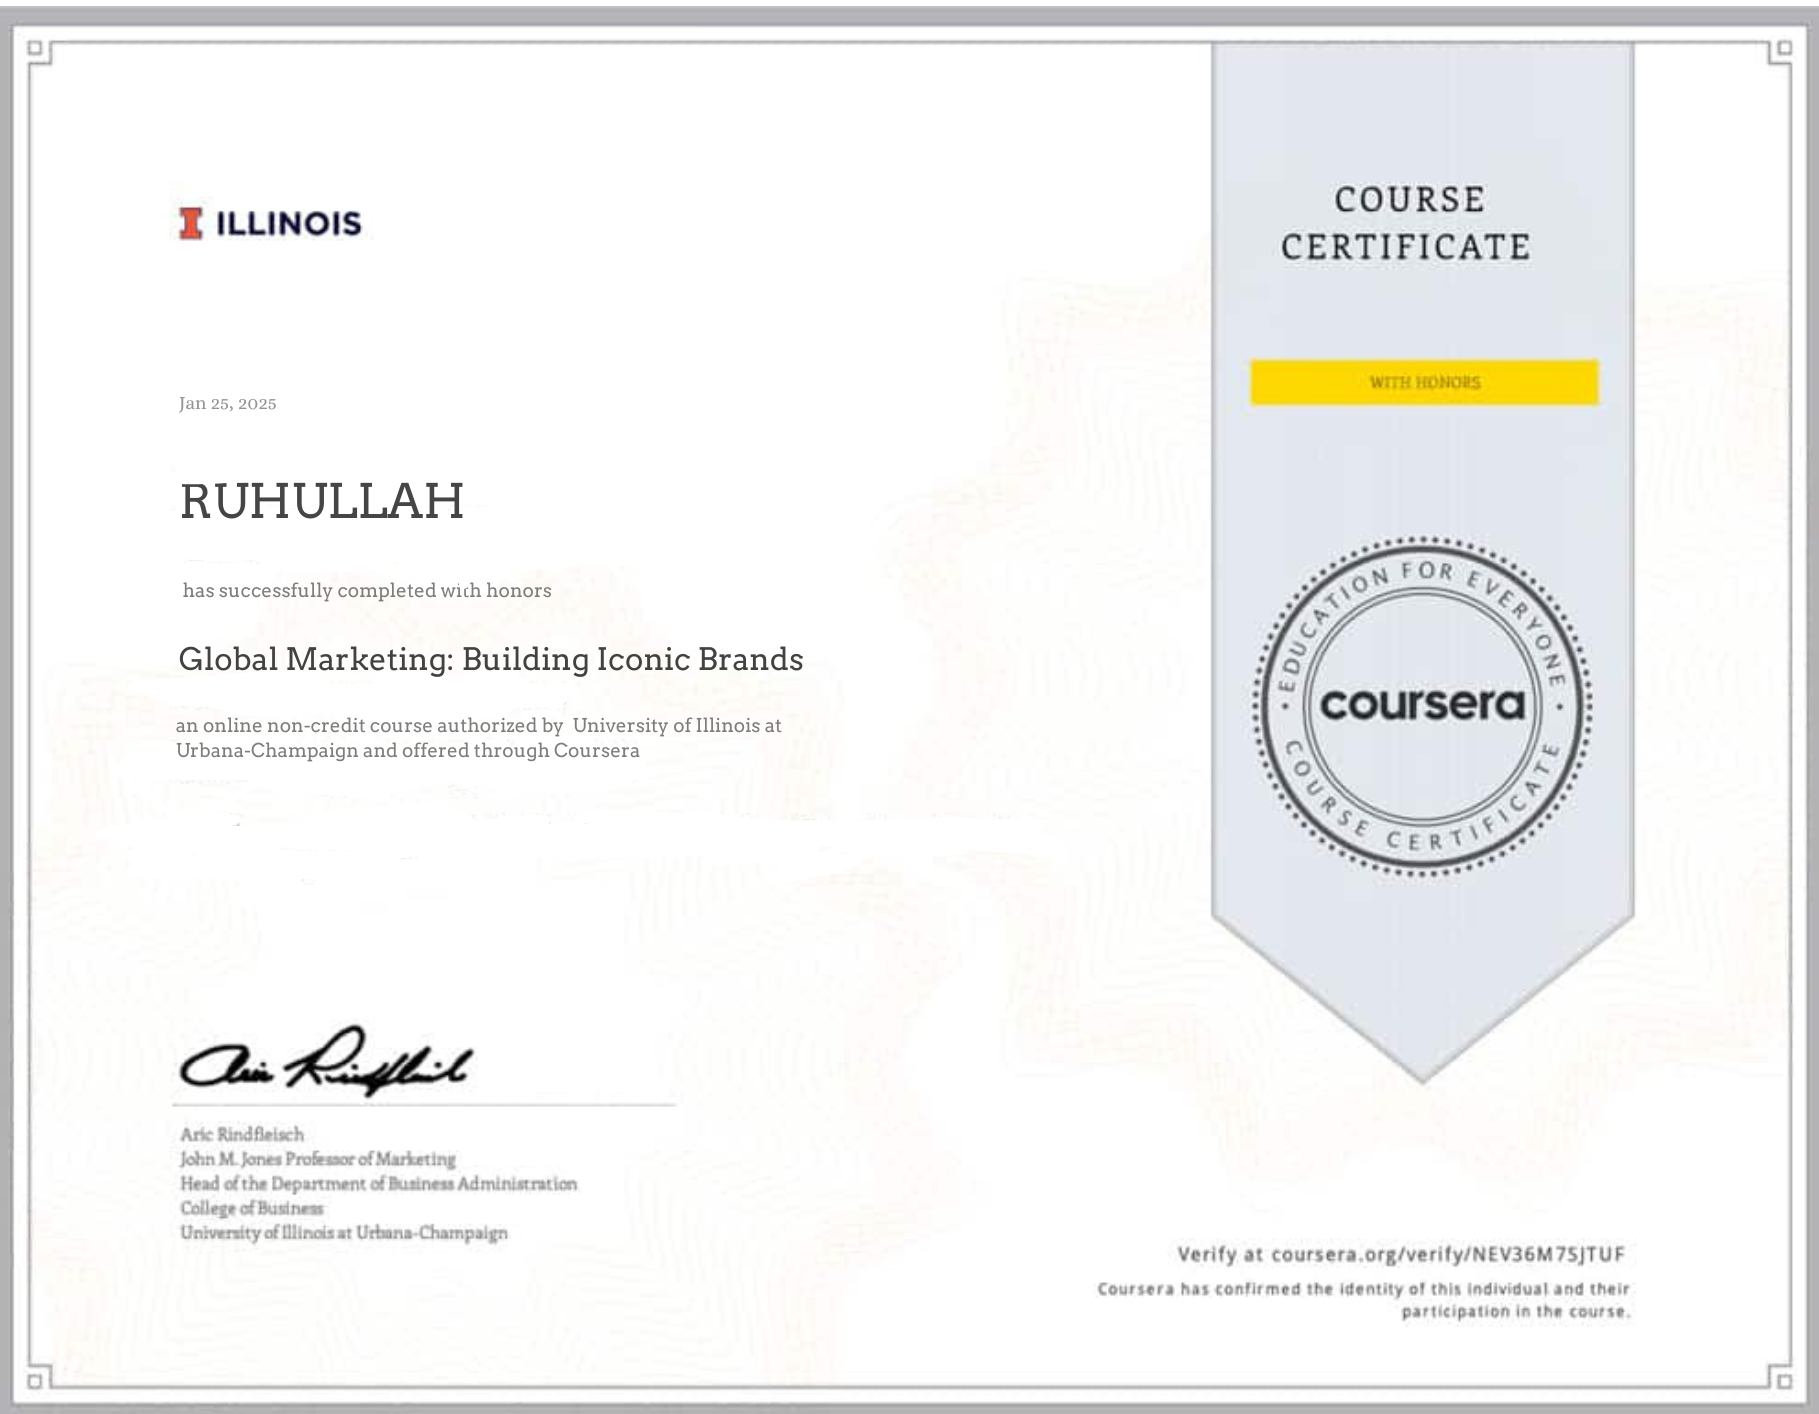 ILLINOIS
COURSE
CERTIFICATE
WITH HONORS
Jan 25, 2025
RUHULLAH
has successfully completed with honors
Global Marketing: Building Iconic Brands
an online non-credit course authorized by University of Illinois at
Urbana-Champaign and offered through Coursera
EDUCATION FOR EVERYONE
coursera
COURSE CERTIFICATE
Aric Rindfleisch
Aric Rindfleisch
John M. Jones Professor of Marketing
Head of the Department of Business Administration
College of Business
University of Illinois at Urbana-Champaign
Verify at coursera.org/verify/NEV36M7SJTUF
Coursera has confirmed the identity of this individual and their
participation in the course.